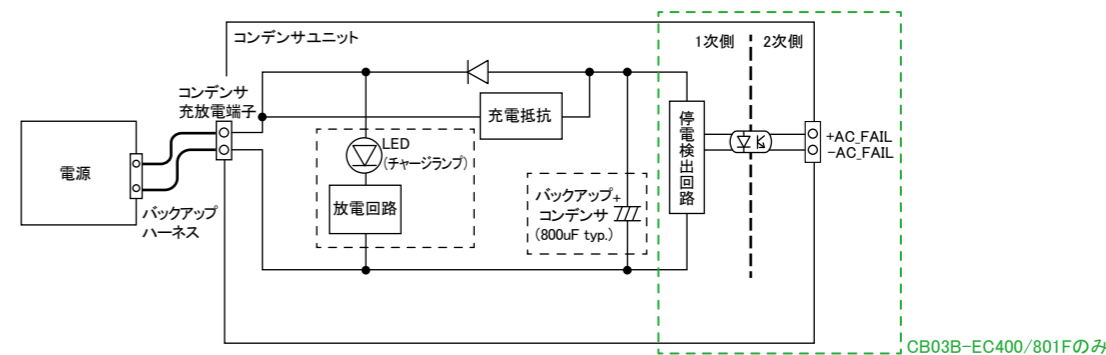 コンデンサユニット
1次側
2次側
コンデンサ
充放電端子
充電抵抗
停電検出回路
+AC_FAIL
-AC_FAIL
電源
LED
(チャージランプ)
放電回路
バックアップ
コンデンサ
(800uF typ.)
+
バックアップ
ハーネス
CB03B-EC400/801Fのみ